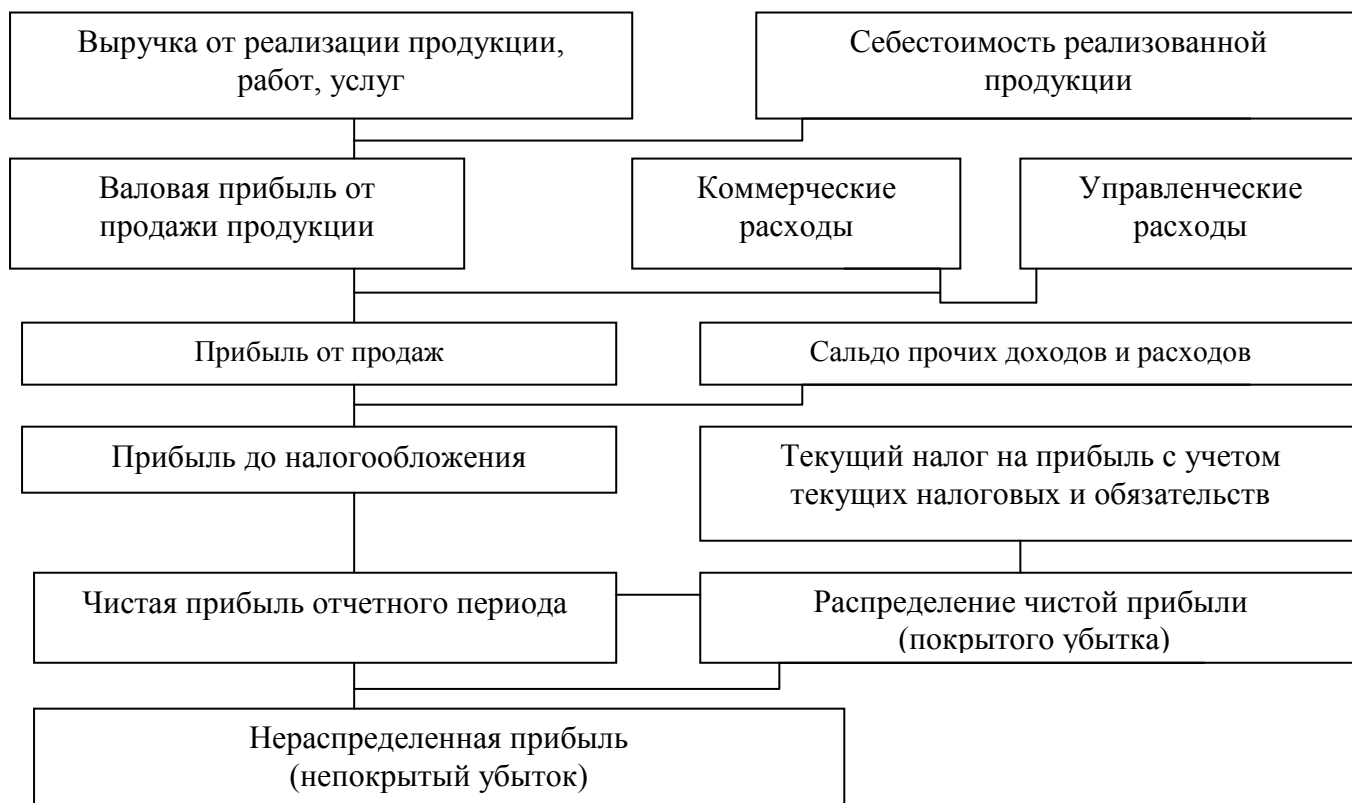 Выручка от реализации продукции,
работ, услуг
Себестоимость реализованной
продукции
Валовая прибыль от
продажи продукции
Коммерческие
расходы
Управленческие
расходы
Прибыль от продаж
Сальдо прочих доходов и расходов
Прибыль до налогообложения
Текущий налог на прибыль с учетом
текущих налоговых и обязательств
Чистая прибыль отчетного периода
Распределение чистой прибыли
(покрытого убытка)
Нераспределенная прибыль
(непокрытый убыток)